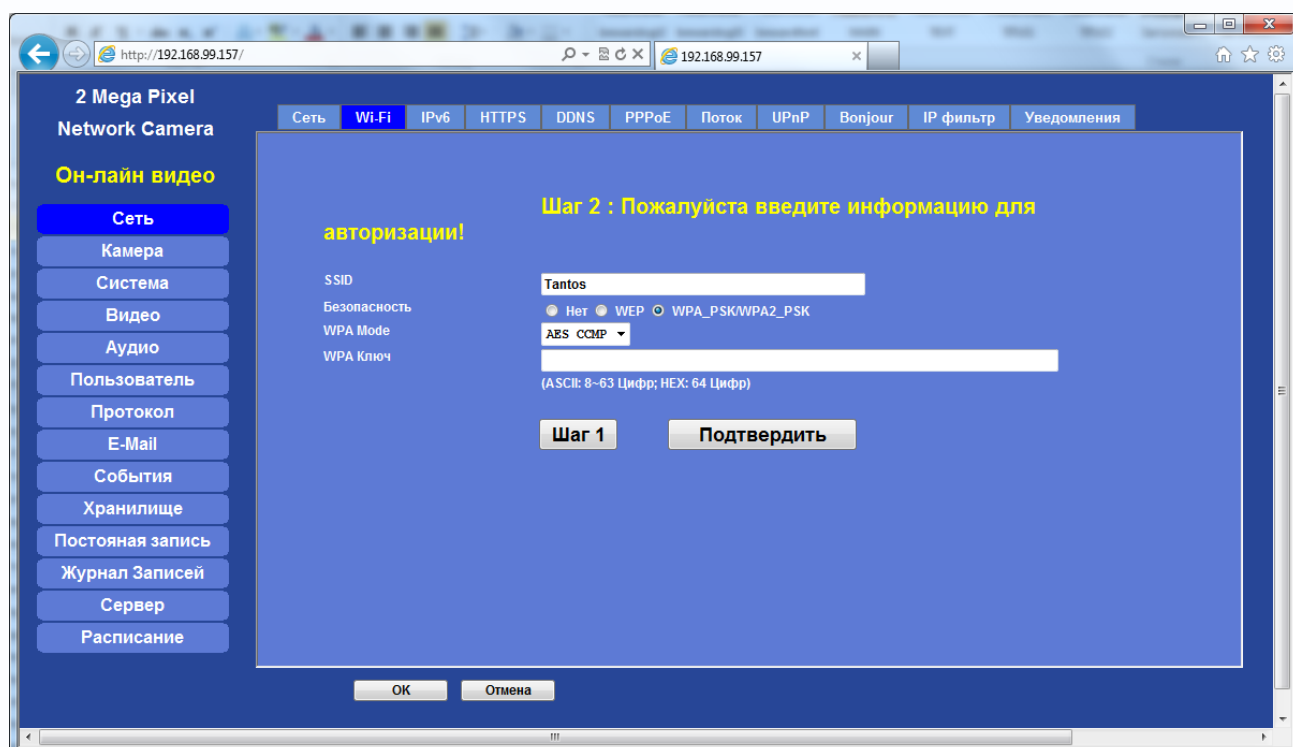 http://192.168.99.157/
192.168.99.157
2 Mega Pixel
Network Camera
Он-лайн видео
Сеть
Камера
Система
Видео
Аудио
Пользователь
Протокол
E-Mail
События
Хранилище
Постояная запись
Журнал Записей
Сервер
Расписание
Сеть Wi-Fi IPv6 HTTPS DDNS PPPoE Поток UPnP Bonjour IP фильтр Уведомления
Шаг 2 : Пожалуйста введите информацию для
авторизации!
SSID Tantos
Безопасность Нет WEP WPA_PSK/WPA2_PSK
WPA Mode AES CCMP
WPA Ключ
(ASCII: 8~63 Цифр; HEX: 64 Цифр)
Шаг 1 Подтвердить
OK Отмена